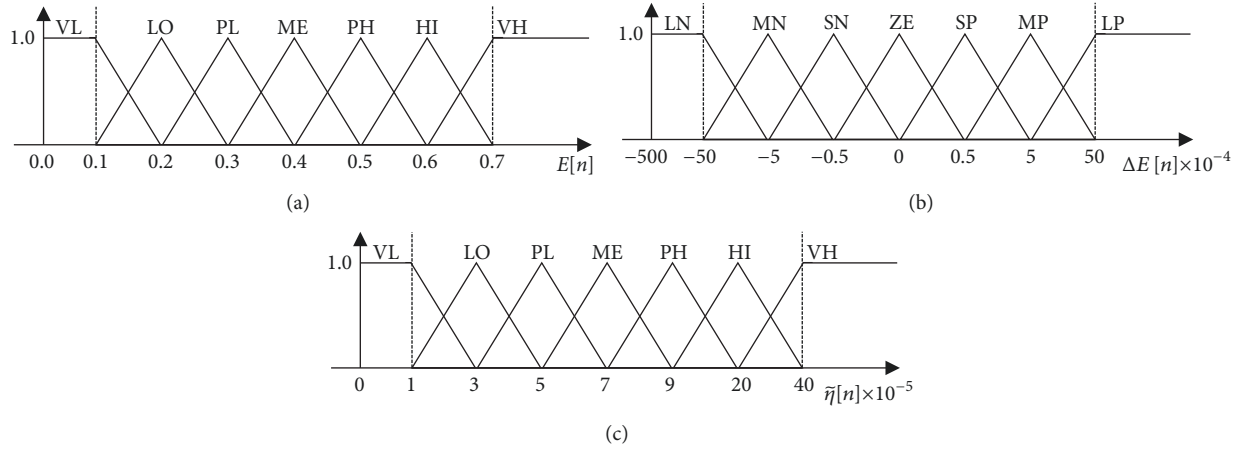 VL LO PL ME PH HI VH
1.0
0.0 0.1 0.2 0.3 0.4 0.5 0.6 0.7
E[n]
(a)
LN MN SN ZE SP MP LP
1.0
−500 −50 −5 −0.5 0 0.5 5 50
ΔE [n]×10⁻⁴
(b)
VL LO PL ME PH HI VH
1.0
0 1 3 5 7 9 20 40
η̃[n]×10⁻⁵
(c)